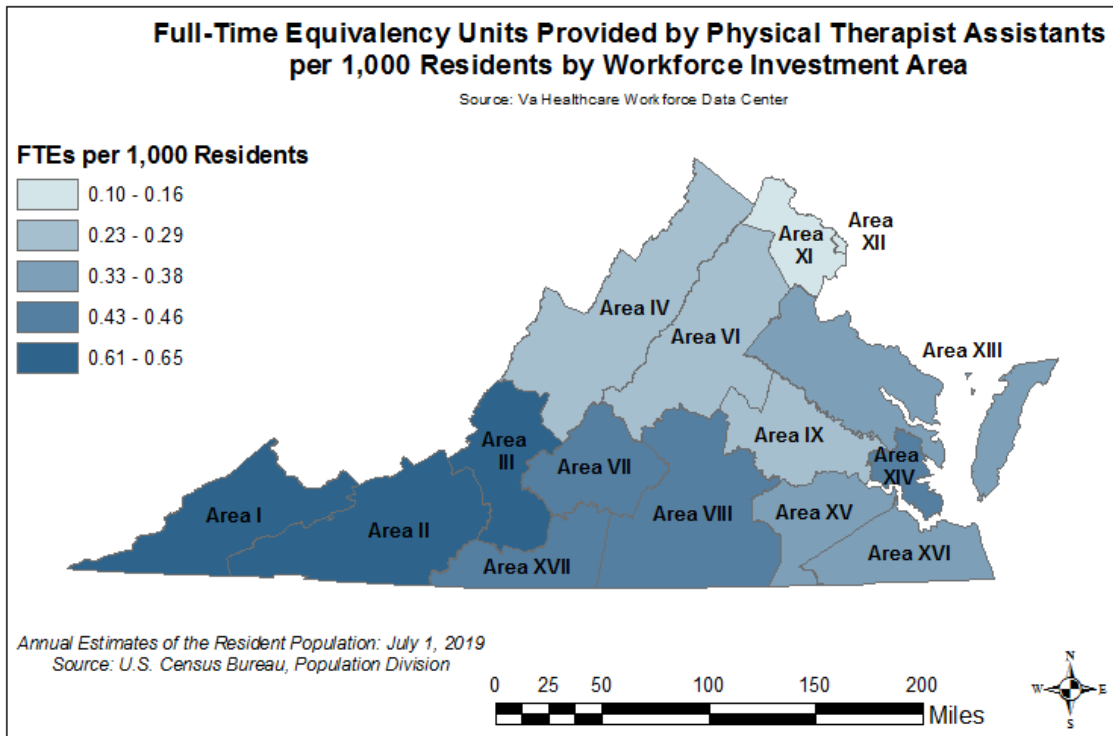 Full-Time Equivalency Units Provided by Physical Therapist Assistants
per 1,000 Residents by Workforce Investment Area
Source: Va Healthcare Workforce Data Center
FTEs per 1,000 Residents
0.10 - 0.16
0.23 - 0.29
0.33 - 0.38
0.43 - 0.46
0.61 - 0.65
Area
XI
Area
XII
Area IV
Area VI
Area XIII
Area
III
Area IX
Area VII
Area
XIV
Area I
Area II
Area VIII
Area XV
Area XVII
Area XVI
Annual Estimates of the Resident Population: July 1, 2019
Source: U.S. Census Bureau, Population Division
0 25 50 100 150 200
Miles
N
W E
S